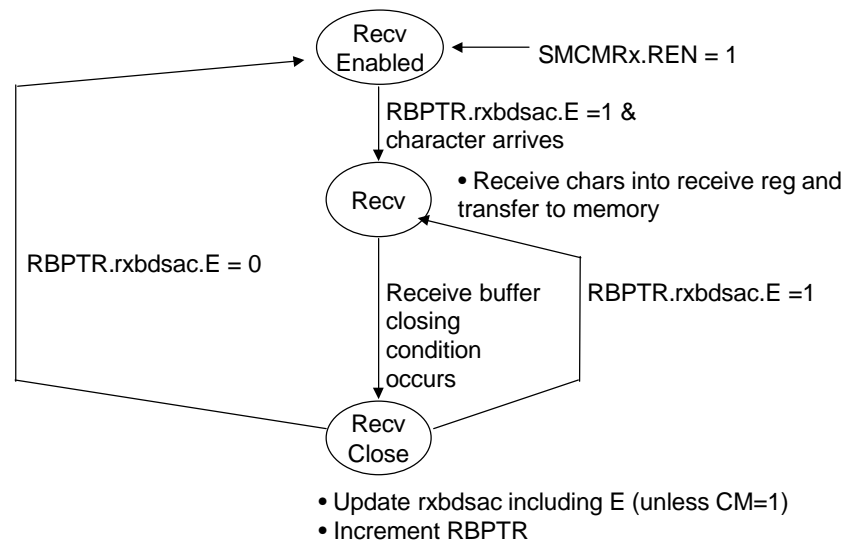 Recv
Enabled
SMCMRx.REN = 1
RBPTR.rxbdsac.E =1 &
character arrives
Recv
• Receive chars into receive reg and
transfer to memory
RBPTR.rxbdsac.E = 0
Receive buffer
closing
condition
occurs
RBPTR.rxbdsac.E =1
Recv
Close
• Update rxbdsac including E (unless CM=1)
• Increment RBPTR